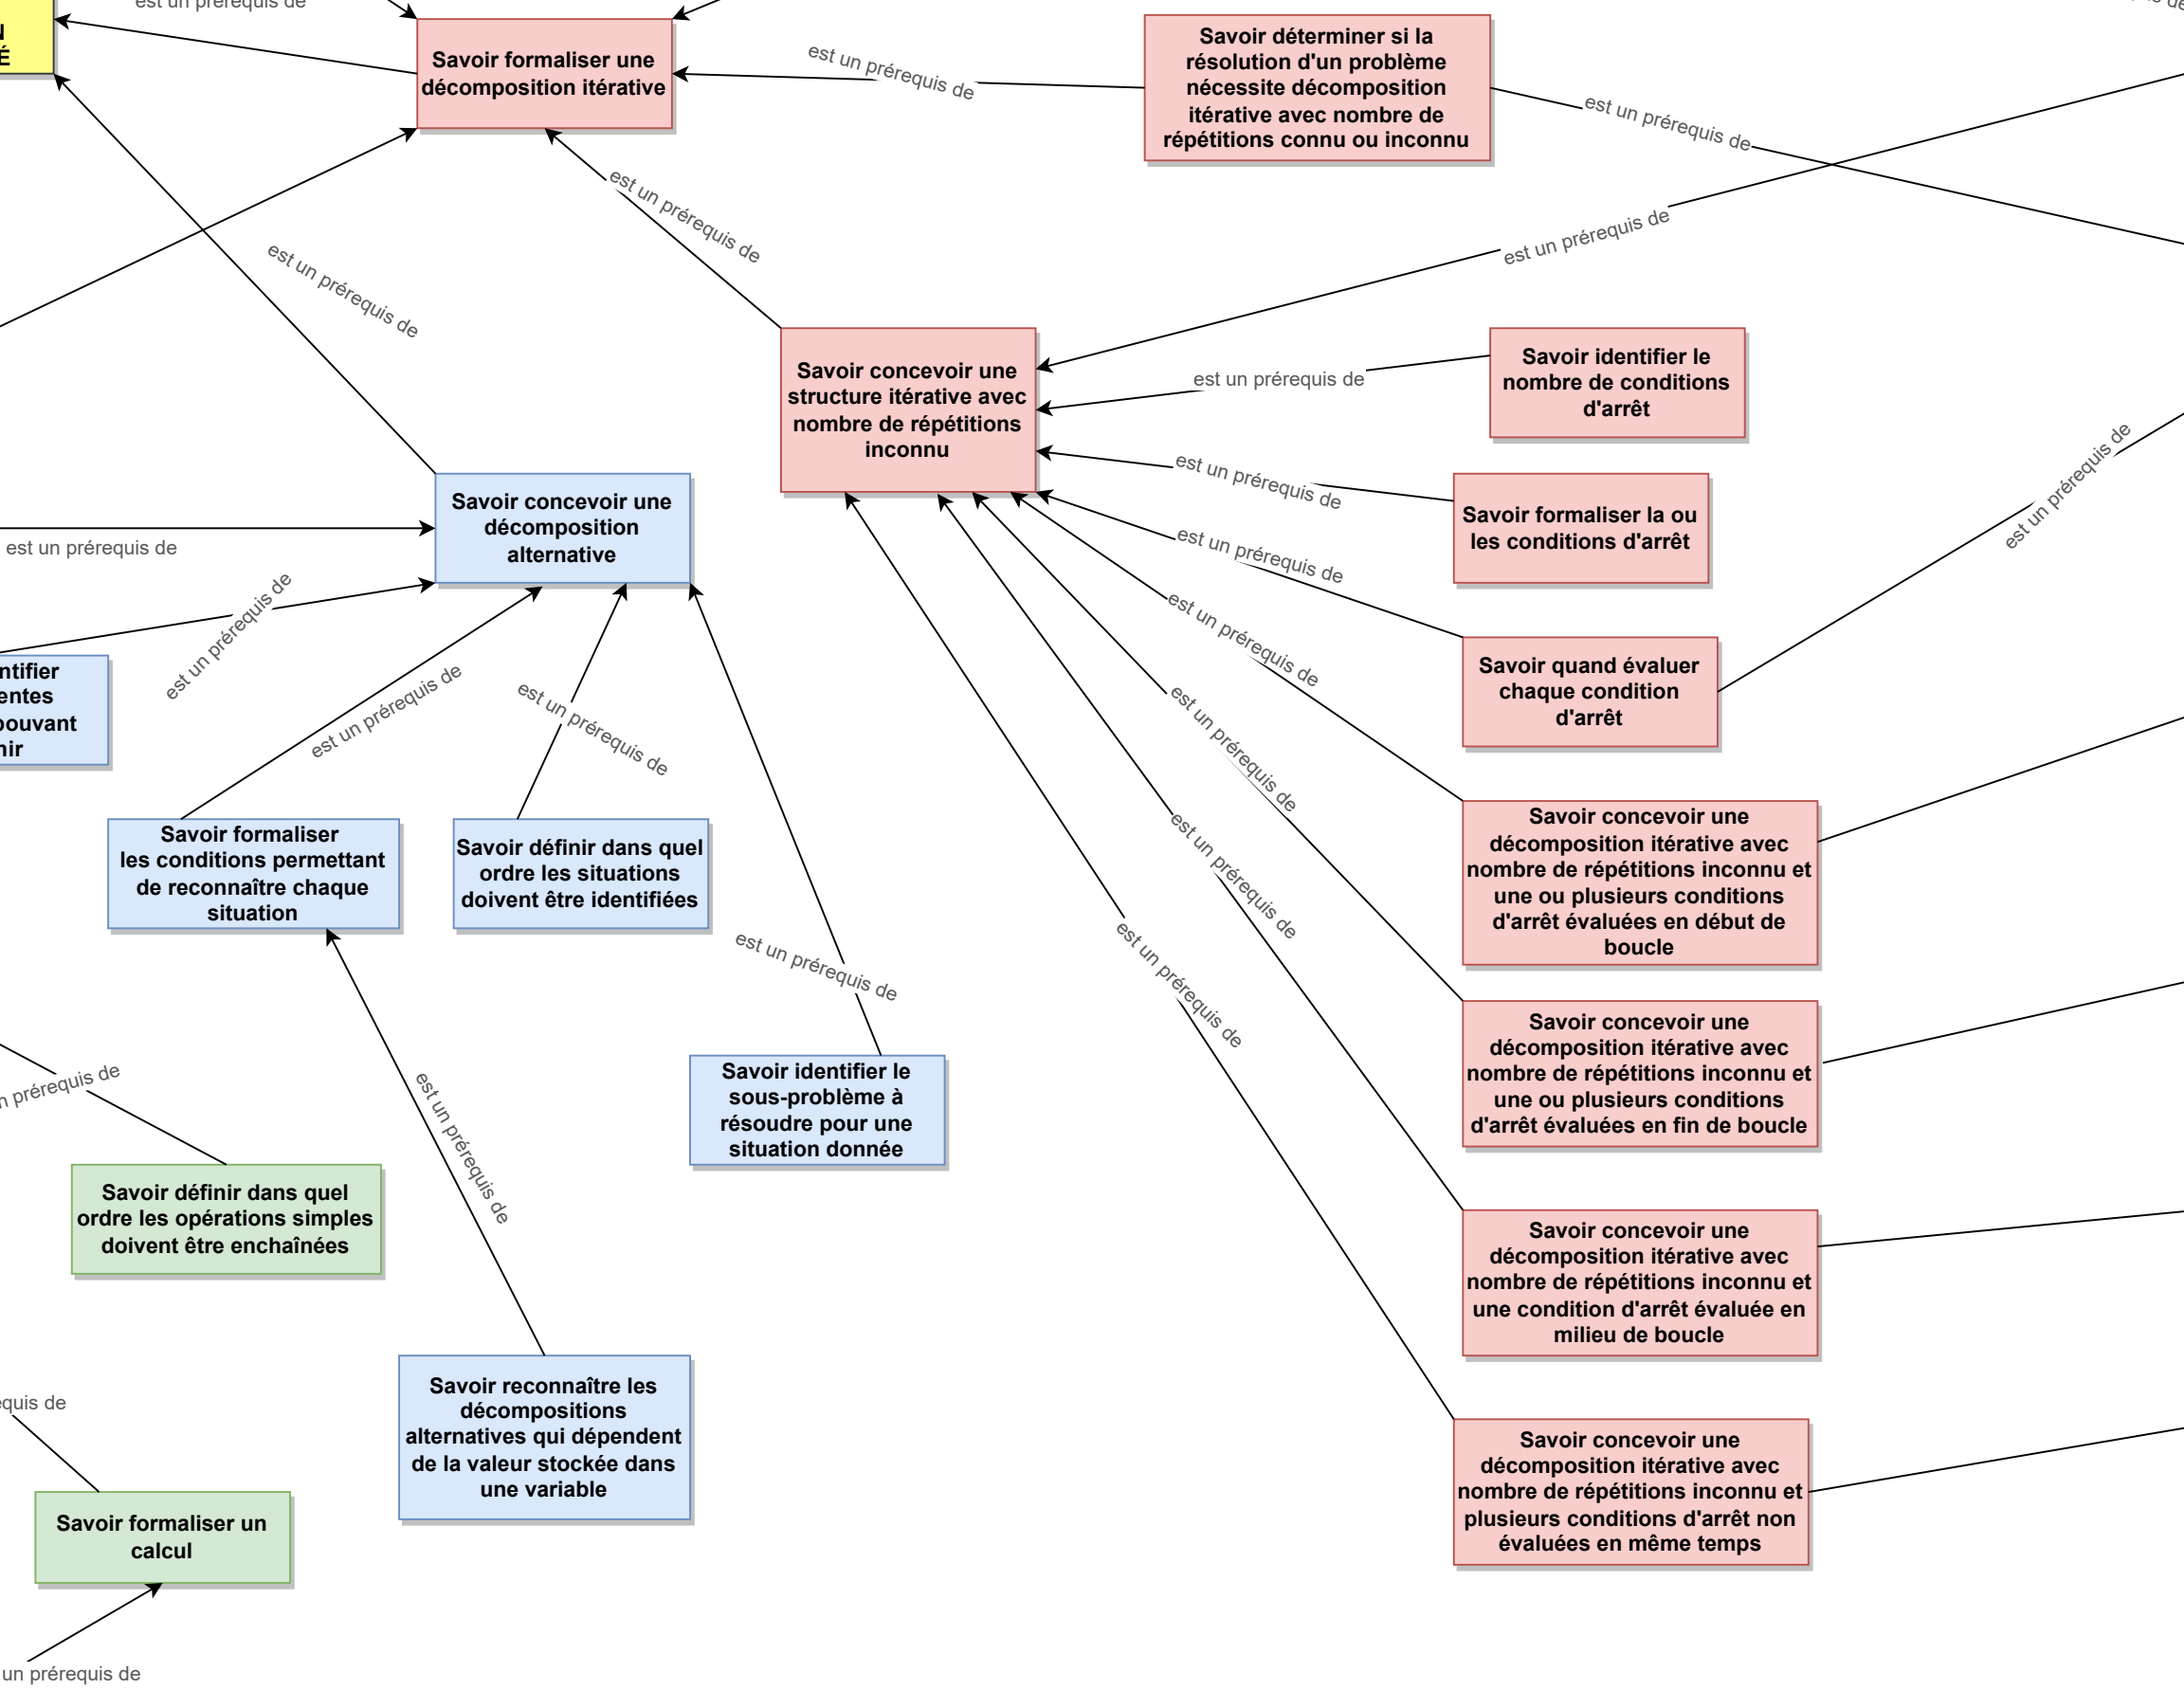 est un prérequis de
N
É
Savoir formaliser une
décomposition itérative
est un prérequis de
Savoir déterminer si la
résolution d'un problème
nécessite décomposition
itérative avec nombre de
répétitions connu ou inconnu
est un prérequis de
est un prérequis de
est un prérequis de
est un prérequis de
Savoir concevoir une
structure itérative avec
nombre de répétitions
inconnu
est un prérequis de
Savoir identifier le
nombre de conditions
d'arrêt
est un prérequis de
Savoir formaliser la ou
les conditions d'arrêt
est un prérequis de
est un prérequis de
Savoir quand évaluer
chaque condition
d'arrêt
Savoir concevoir une
décomposition
alternative
est un prérequis de
est un prérequis de
est un prérequis de
est un prérequis de
est un prérequis de
ntifier
entes
pouvant
nir
Savoir formaliser
les conditions permettant
de reconnaître chaque
situation
Savoir définir dans quel
ordre les situations
doivent être identifiées
est un prérequis de
est un prérequis de
est un prérequis de
Savoir concevoir une
décomposition itérative avec
nombre de répétitions inconnu et
une ou plusieurs conditions
d'arrêt évaluées en début de
boucle
est un prérequis de
est un prérequis de
Savoir concevoir une
décomposition itérative avec
nombre de répétitions inconnu et
une ou plusieurs conditions
d'arrêt évaluées en fin de boucle
n prérequis de
est un prérequis de
Savoir identifier le
sous-problème à
résoudre pour une
situation donnée
Savoir définir dans quel
ordre les opérations simples
doivent être enchaînées
Savoir concevoir une
décomposition itérative avec
nombre de répétitions inconnu et
une condition d'arrêt évaluée en
milieu de boucle
equis de
Savoir reconnaître les
décompositions
alternatives qui dépendent
de la valeur stockée dans
une variable
Savoir concevoir une
décomposition itérative avec
nombre de répétitions inconnu et
plusieurs conditions d'arrêt non
évaluées en même temps
Savoir formaliser un
calcul
un prérequis de